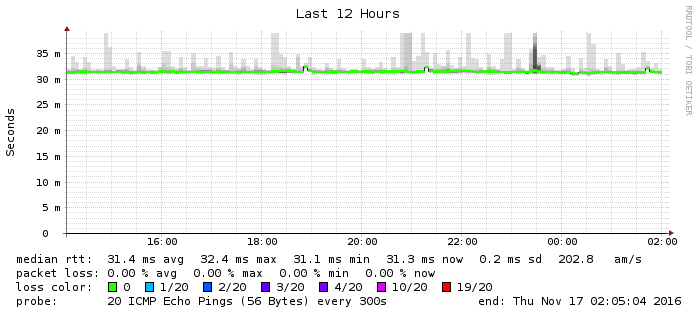 Last 12 Hours
RRDTOOL / TOBI OETIKER
Seconds
35 m
30 m
25 m
20 m
15 m
10 m
5 m
0
16:00 18:00 20:00 22:00 00:00 02:00
median rtt: 31.4 ms avg 32.4 ms max 31.1 ms min 31.3 ms now 0.2 ms sd 202.8 am/s
packet loss: 0.00 % avg 0.00 % max 0.00 % min 0.00 % now
loss color: 0 1/20 2/20 3/20 4/20 10/20 19/20
probe: 20 ICMP Echo Pings (56 Bytes) every 300s end: Thu Nov 17 02:05:04 2016